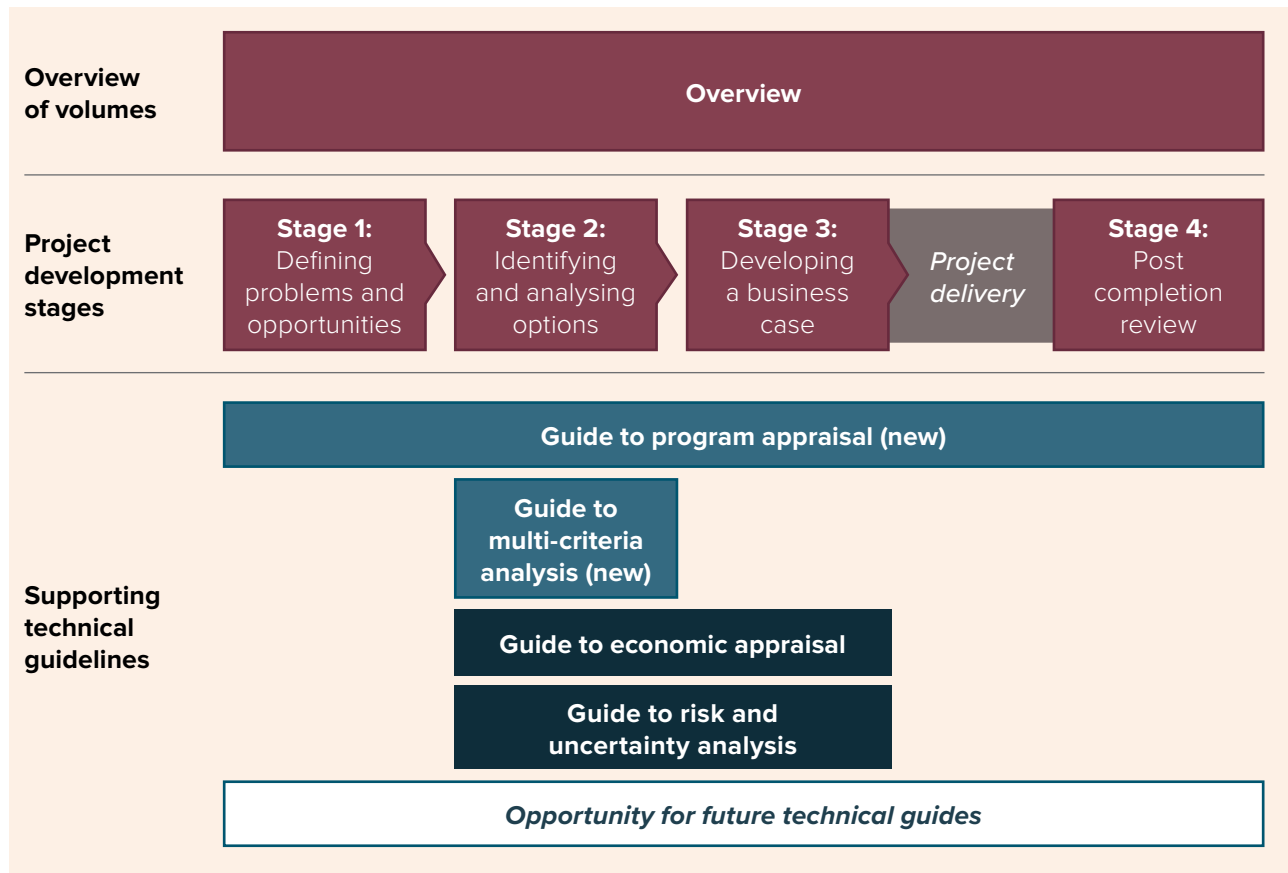 Overview
of volumes
Overview
Project
development
stages
Stage 1:
Defining
problems and
opportunities
Stage 2:
Identifying
and analysing
options
Stage 3:
Developing
a business
case
Project
delivery
Stage 4:
Post
completion
review
Supporting
technical
guidelines
Guide to program appraisal (new)
Guide to
multi-criteria
analysis (new)
Guide to economic appraisal
Guide to risk and
uncertainty analysis
Opportunity for future technical guides